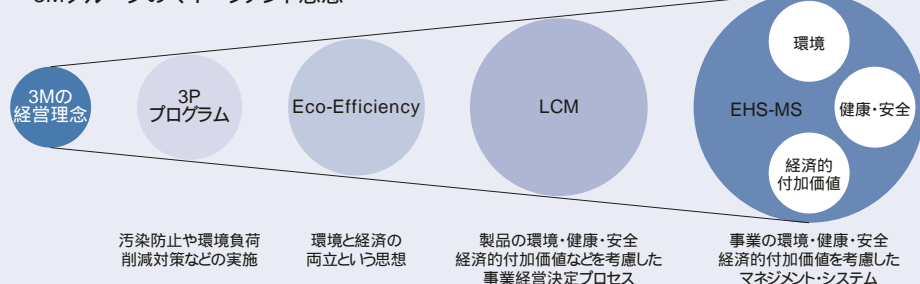 3Mの
経営理念
3P
プログラム
Eco-Efficiency
LCM
EHS-MS
環境
健康・安全
経済的
付加価値
汚染防止や環境負荷
削減対策などの実施
環境と経済の
両立という思想
製品の環境・健康・安全
経済的付加価値などを考慮した
事業経営決定プロセス
事業の環境・健康・安全
経済的付加価値を考慮した
マネジメント・システム